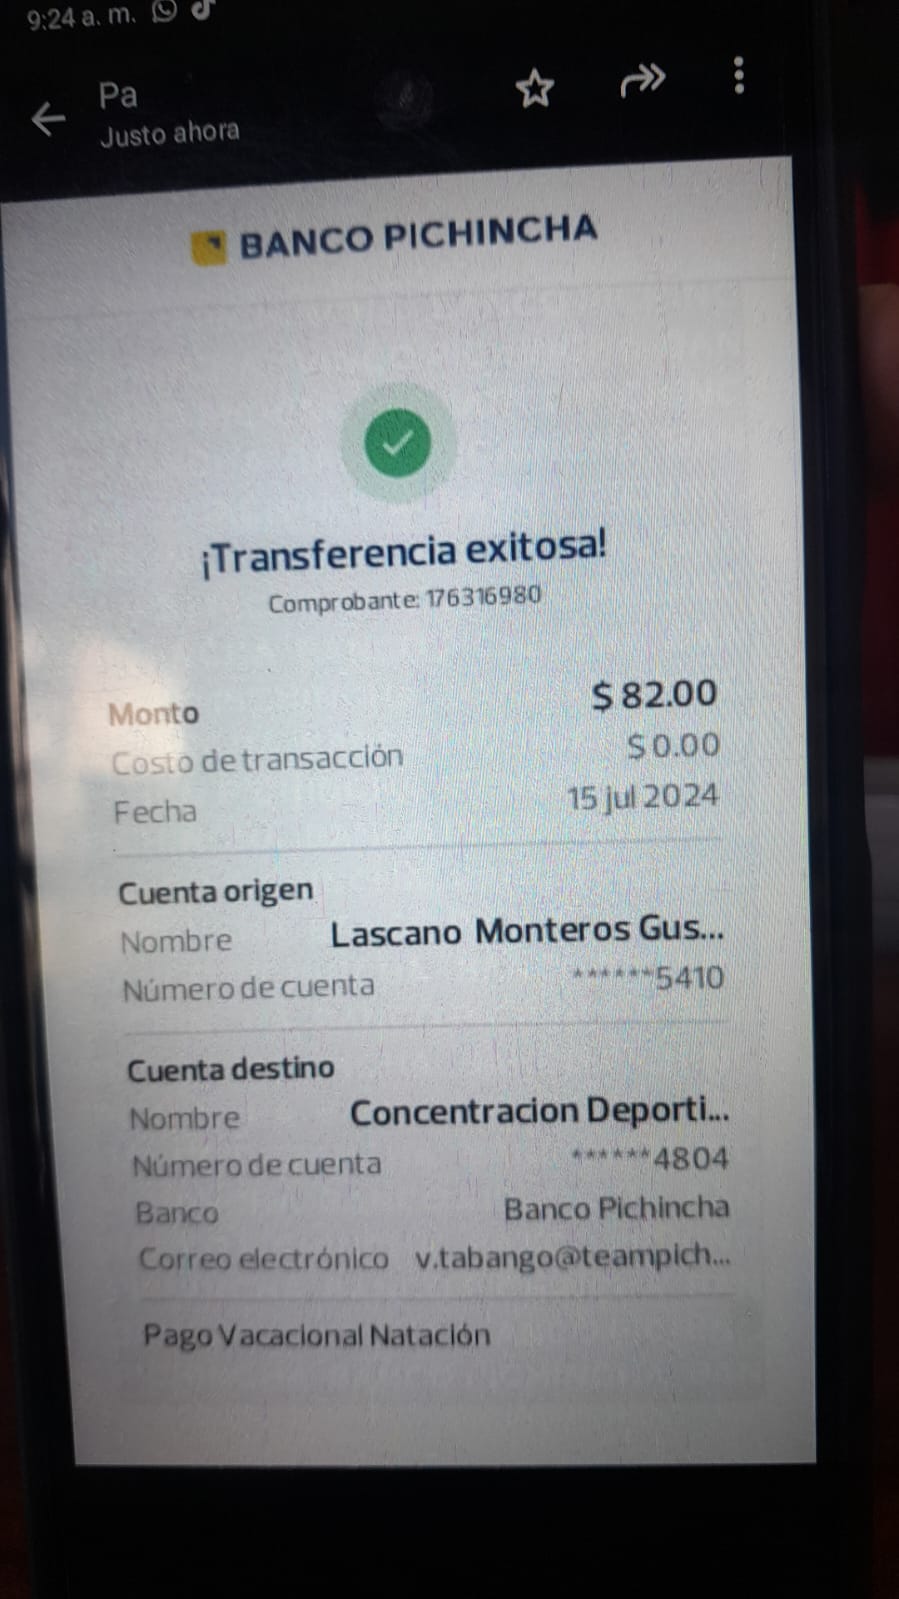 9:24 a. m.
Pa
Justo ahora
BANCO PICHINCHA
¡Transferencia exitosa!
Comprobante: 176316980
Monto $ 82.00
Costo de transacción $ 0.00
Fecha 15 jul 2024
Cuenta origen
Nombre Lascano Monteros Gus...
Número de cuenta ******5410
Cuenta destino
Nombre Concentracion Deporti...
Número de cuenta ******4804
Banco Banco Pichincha
Correo electrónico v.tabango@teampich...
Pago Vacacional Natación